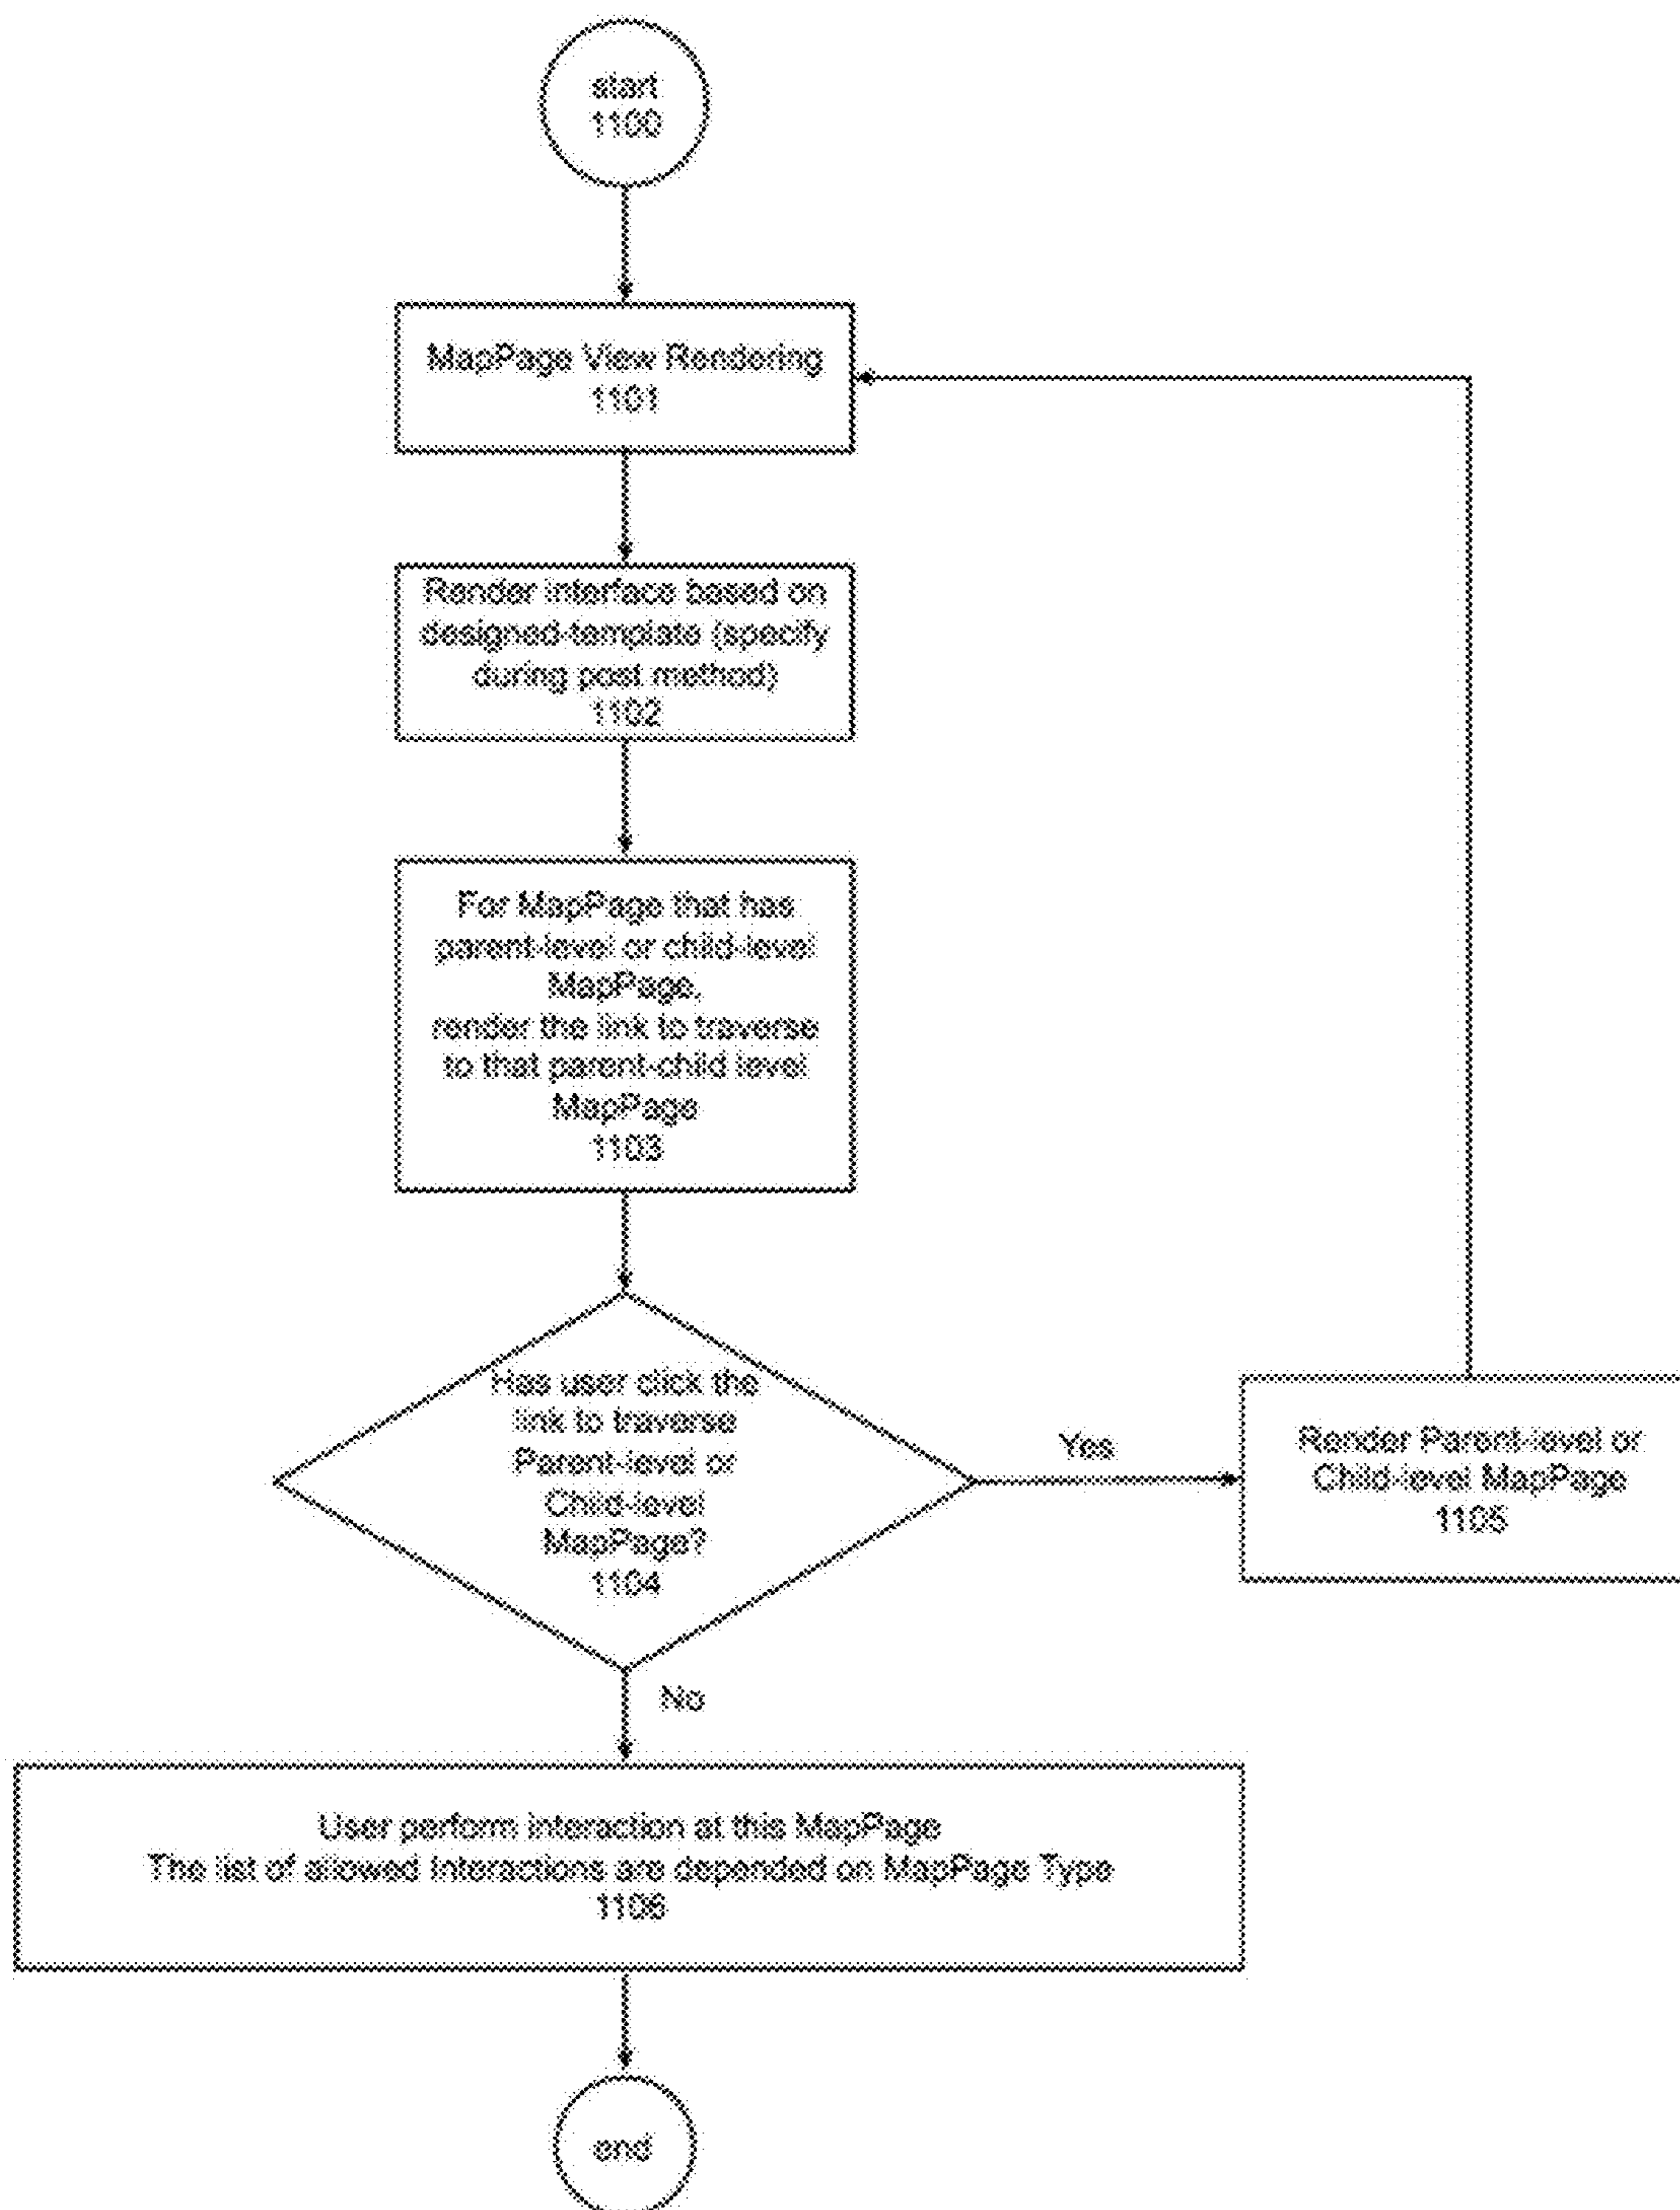 start
1100
MapPage View Rendering
1101
Render interface based on
designed-template (specify
during post method)
1102
For MapPage that has
parent-level or child-level
MapPage,
render the link to traverse
to that parent-child level
MapPage
1103
Has user click the
link to traverse
Parent-level or
Child-level
MapPage?
1104
Yes
Render Parent-level or
Child-level MapPage
1105
No
User perform interaction at this MapPage
The list of allowed Interactions are depended on MapPage Type
1106
end